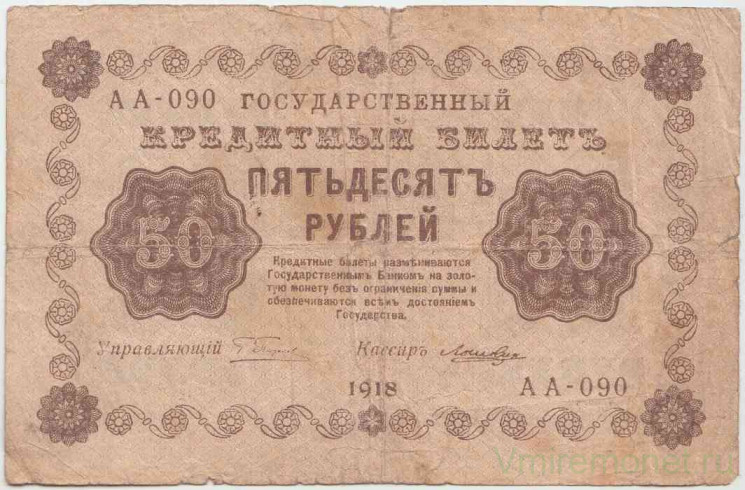 АА-090 ГОСУДАРСТВЕННЫЙ
КРЕДИТНЫЙ БИЛЕТЪ
ПЯТЬДЕСЯТЪ
РУБЛЕЙ
50
50
Кредитные билеты размѣниваются
Государственнымъ Банкомъ на золо-
тую монету безъ ограниченія суммы и
обезпечиваются всѣмъ достояніемъ
Государства.
Управляющій
Кассиръ
1918
АА-090
Vmiremonet.ru